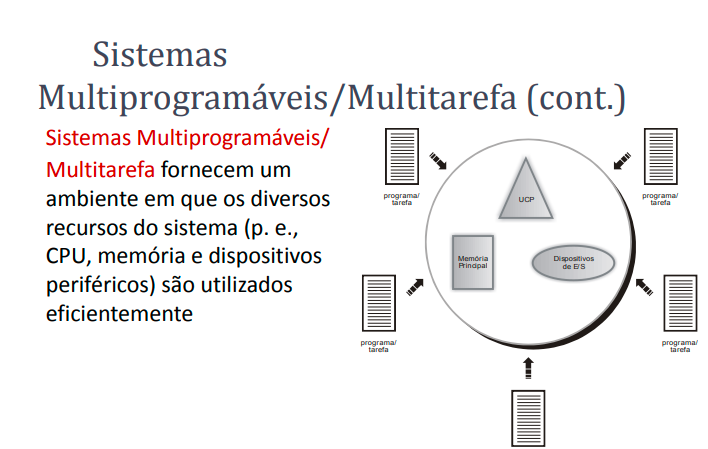 Sistemas
Multiprogramáveis/Multitarefa (cont.)
Sistemas Multiprogramáveis/
Multitarefa fornecem um
ambiente em que os diversos
recursos do sistema (p. e.,
CPU, memória e dispositivos
periféricos) são utilizados
eficientemente
programa/
tarefa
programa/
tarefa
UCP
Memória
Principal
Dispositivos
de E/S
programa/
tarefa
programa/
tarefa